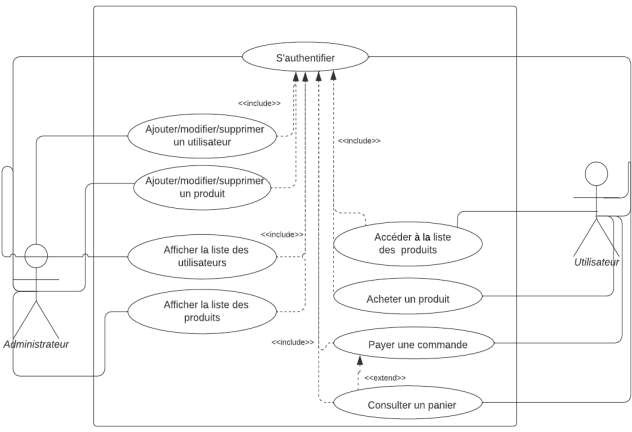 S'authentifier
<<include>>
Ajouter/modifier/supprimer
un utilisateur
<<include>>
Ajouter/modifier/supprimer
un produit
<<include>>
Accéder à la liste
des produits
Afficher la liste des
utilisateurs
Utilisateur
Acheter un produit
Afficher la liste des
produits
Administrateur
<<include>>
Payer une commande
<<extend>>
Consulter un panier